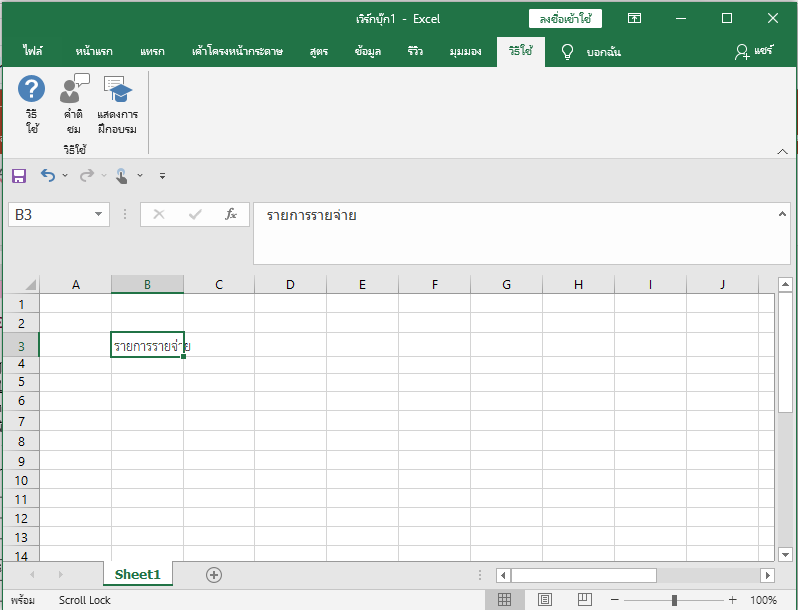 เวิร์กบุ๊ก1 - Excel
ลงชื่อเข้าใช้
ไฟล์ หน้าแรก แทรก เค้าโครงหน้ากระดาษ สูตร ข้อมูล รีวิว มุมมอง วิธีใช้ บอกฉัน แชร์
วิธี
ใช้
คำติ
ชม
แสดงการ
ฝึกอบรม
วิธีใช้
B3
fx
รายการรายจ่าย
A B C D E F G H I J
1
2
3 รายการรายจ่าย
4
5
6
7
8
9
10
11
12
13
14
Sheet1
พร้อม Scroll Lock 100%